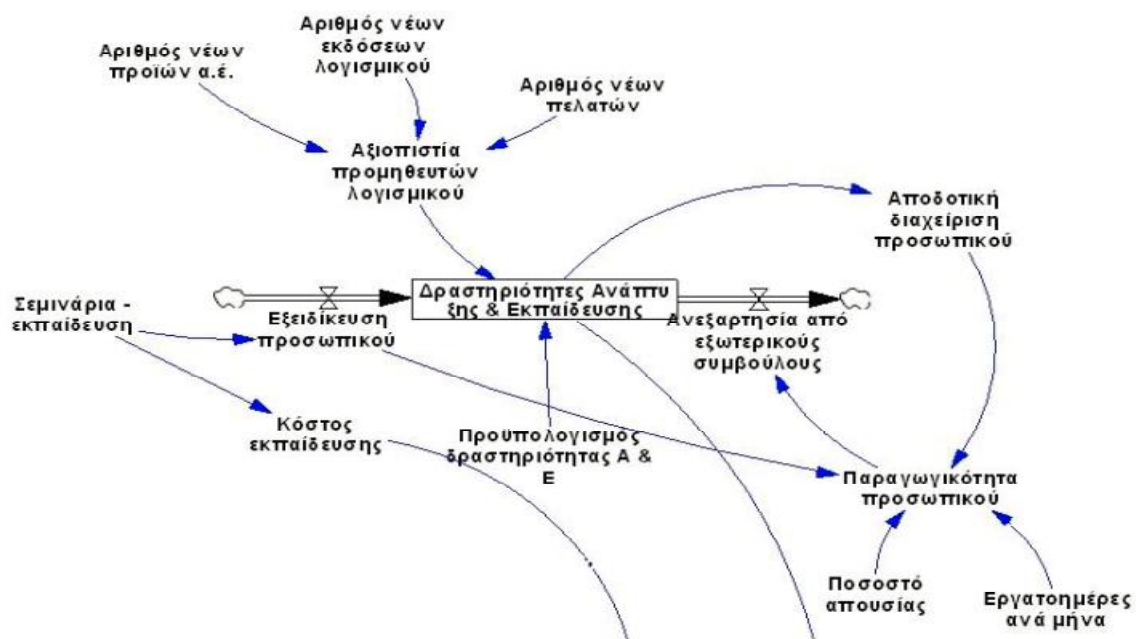 Αριθμός νέων
προϊών α.έ.
Αριθμός νέων
εκδόσεων
λογισμικού
Αριθμός νέων
πελατών
Αξιοπιστία
προμηθευτών
λογισμικού
Αποδοτική
διαχείριση
προσωπικού
Σεμινάρια -
εκπαίδευση
Εξειδίκευση
προσωπικού
Δραστηριότητες Ανάπτυ
ξης & Εκπαίδευσης
Ανεξαρτησία από
εξωτερικούς
συμβούλους
Κόστος
εκπαίδευσης
Προϋπολογισμός
δραστηριότητας Α &
Ε
Παραγωγικότητα
προσωπικού
Ποσοστό
απουσίας
Εργατοημέρες
ανά μήνα